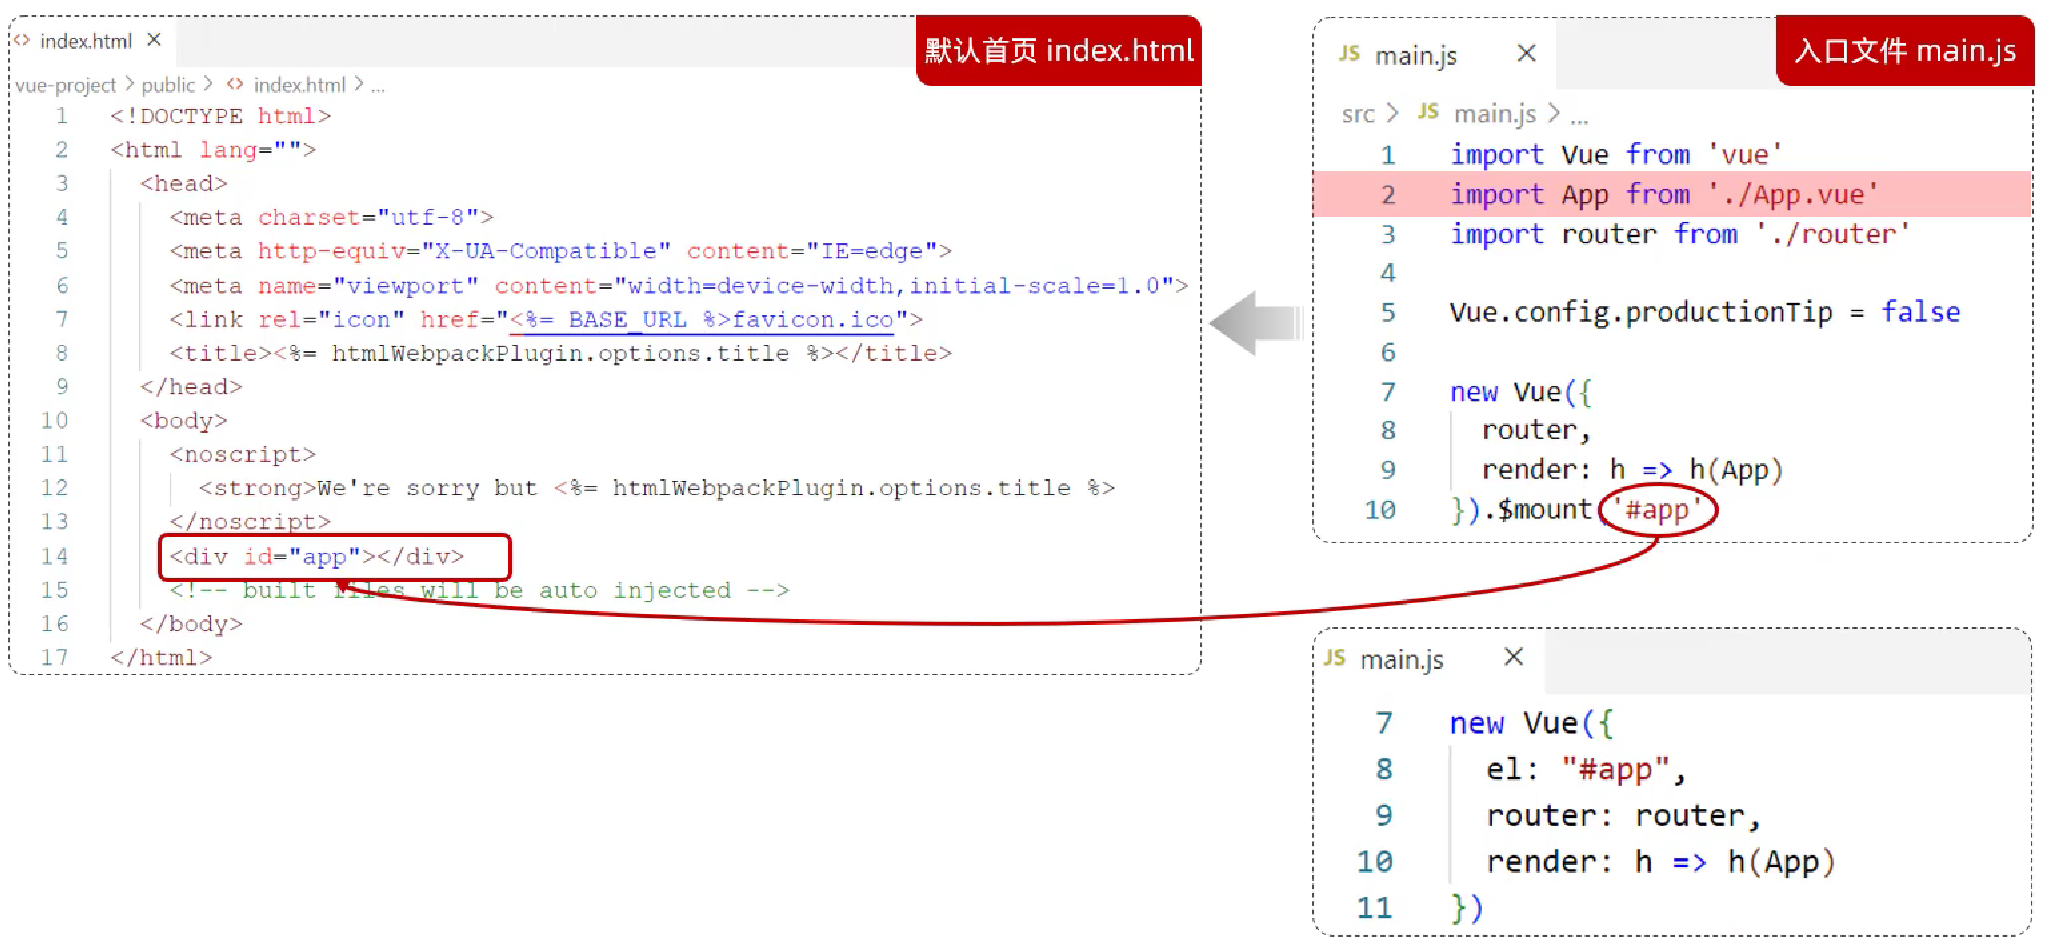 index.html ×
默认首页 index.html
vue-project > public > <> index.html > ...
1 <!DOCTYPE html>
2 <html lang="">
3 <head>
4 <meta charset="utf-8">
5 <meta http-equiv="X-UA-Compatible" content="IE=edge">
6 <meta name="viewport" content="width=device-width,initial-scale=1.0">
7 <link rel="icon" href="<%= BASE_URL %>favicon.ico">
8 <title><%= htmlWebpackPlugin.options.title %></title>
9 </head>
10 <body>
11 <noscript>
12 <strong>We're sorry but <%= htmlWebpackPlugin.options.title %>
13 </noscript>
14 <div id="app"></div>
15 <!-- built files will be auto injected -->
16 </body>
17 </html>
JS main.js ×
入口文件 main.js
src > JS main.js > ...
1 import Vue from 'vue'
2 import App from './App.vue'
3 import router from './router'
4
5 Vue.config.productionTip = false
6
7 new Vue({
8 router,
9 render: h => h(App)
10 }).$mount('#app')
JS main.js ×
7 new Vue({
8 el: "#app",
9 router: router,
10 render: h => h(App)
11 })